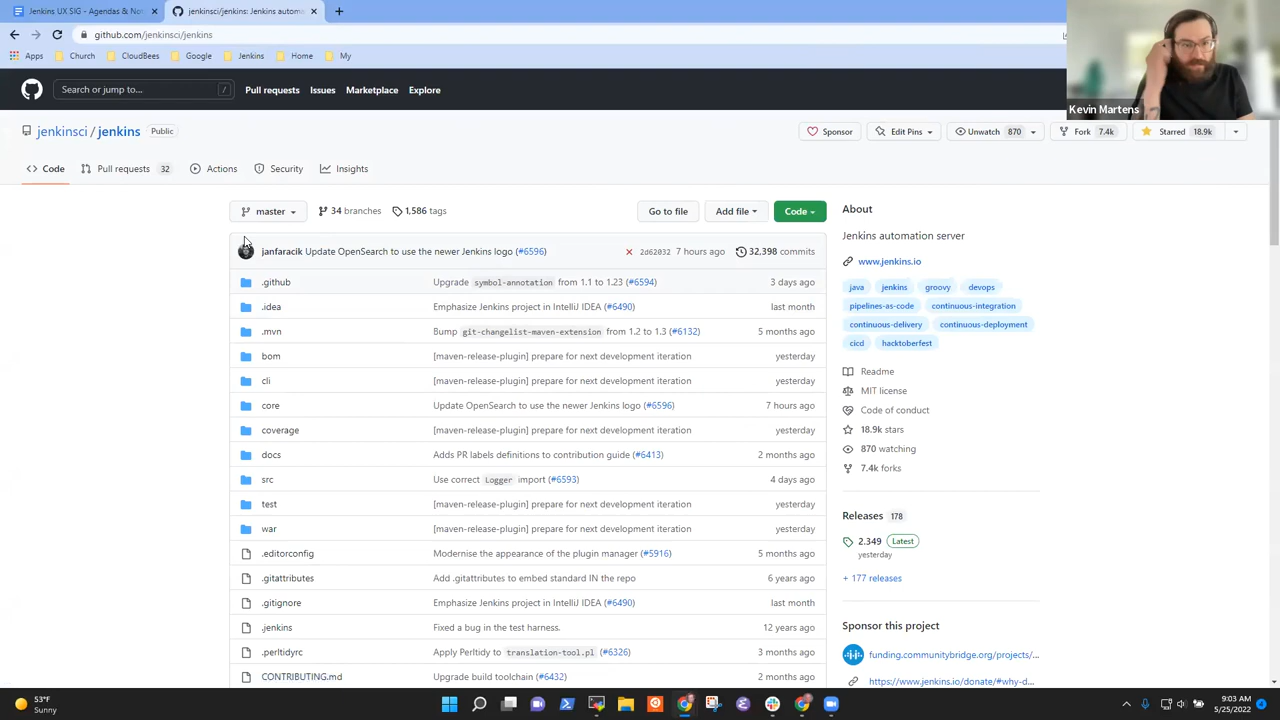 Jenkins UX SIG - Agendas & No
jenkinsci/jenkins: Jenkins autom
github.com/jenkinsci/jenkins
Apps
Church
CloudBees
Google
Jenkins
Home
My
Kevin Martens
Search or jump to...
/
Pull requests
Issues
Marketplace
Explore
jenkinsci / jenkins
Public
Sponsor
Edit Pins
Unwatch 870
Fork 7.4k
Starred 18.9k
Code
Pull requests 32
Actions
Security
Insights
master
34 branches
1,586 tags
Go to file
Add file
Code
janfaracik Update OpenSearch to use the newer Jenkins logo (#6596)
2d62832 7 hours ago
32,398 commits
.github
Upgrade symbol-annotation from 1.1 to 1.23 (#6594)
3 days ago
.idea
Emphasize Jenkins project in IntelliJ IDEA (#6490)
last month
.mvn
Bump git-changelist-maven-extension from 1.2 to 1.3 (#6132)
5 months ago
bom
[maven-release-plugin] prepare for next development iteration
yesterday
cli
[maven-release-plugin] prepare for next development iteration
yesterday
core
Update OpenSearch to use the newer Jenkins logo (#6596)
7 hours ago
coverage
[maven-release-plugin] prepare for next development iteration
yesterday
docs
Adds PR labels definitions to contribution guide (#6413)
2 months ago
src
Use correct Logger import (#6593)
4 days ago
test
[maven-release-plugin] prepare for next development iteration
yesterday
war
[maven-release-plugin] prepare for next development iteration
yesterday
.editorconfig
Modernise the appearance of the plugin manager (#5916)
5 months ago
.gitattributes
Add .gitattributes to embed standard IN the repo
6 years ago
.gitignore
Emphasize Jenkins project in IntelliJ IDEA (#6490)
last month
.jenkins
Fixed a bug in the test harness.
12 years ago
.perltidyrc
Apply Perltidy to translation-tool.pl (#6326)
3 months ago
CONTRIBUTING.md
Upgrade build toolchain (#6432)
2 months ago
About
Jenkins automation server
www.jenkins.io
java
jenkins
groovy
devops
pipelines-as-code
continuous-integration
continuous-delivery
continuous-deployment
cicd
hacktoberfest
Readme
MIT license
Code of conduct
18.9k stars
870 watching
7.4k forks
Releases 178
2.349 Latest
yesterday
+ 177 releases
Sponsor this project
funding.communitybridge.org/projects/...
https://www.jenkins.io/donate/#why-d...
53°F
Sunny
9:03 AM
5/25/2022